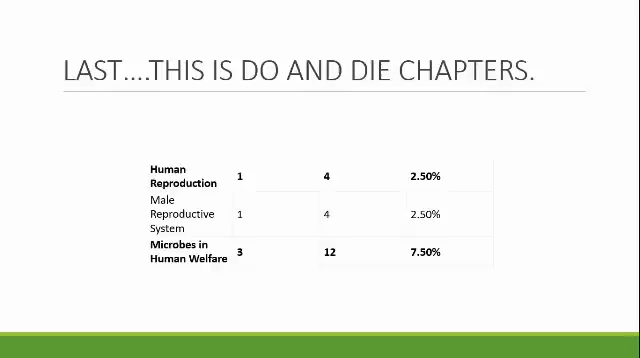 LAST....THIS IS DO AND DIE CHAPTERS.
Human
Reproduction 1 4 2.50%
Male
Reproductive 1 4 2.50%
System
Microbes in
Human Welfare 3 12 7.50%